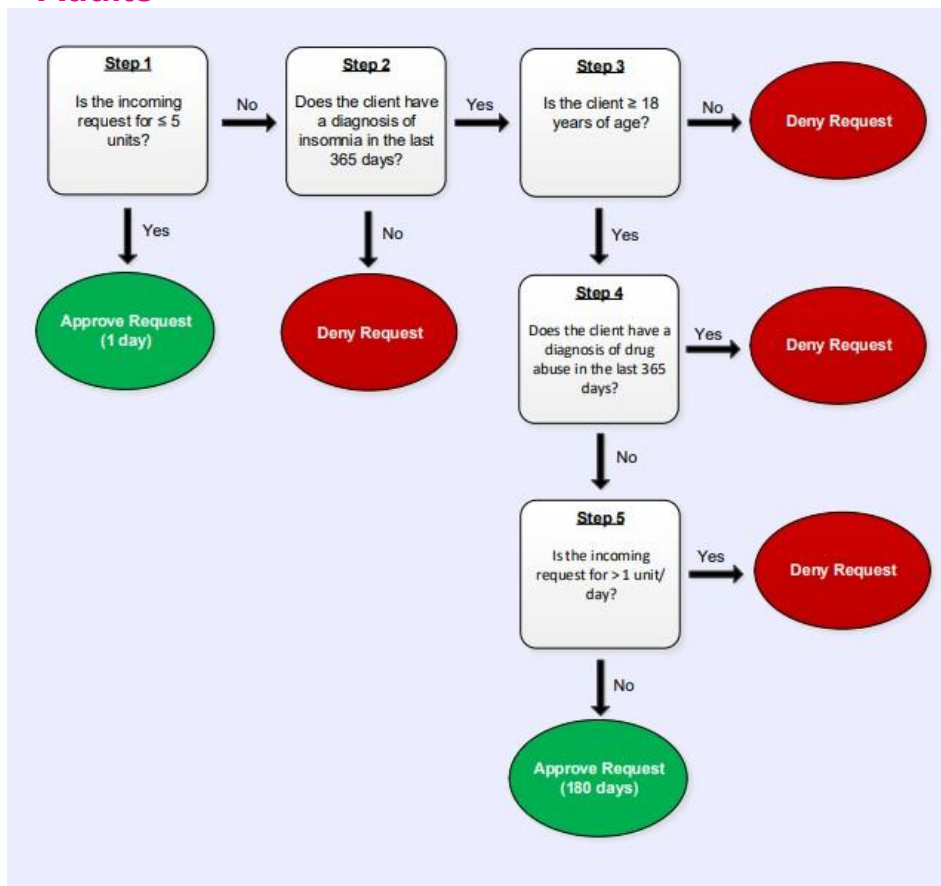 Adults
Step 1
Is the incoming
request for ≤ 5
units?
No
Step 2
Does the client have
a diagnosis of
insomnia in the last
365 days?
Yes
Step 3
Is the client ≥ 18
years of age?
No
Deny Request
Yes
Approve Request
(1 day)
No
Deny Request
Yes
Step 4
Does the client have a
diagnosis of drug
abuse in the last 365
days?
Yes
Deny Request
No
Step 5
Is the incoming
request for > 1 unit/
day?
Yes
Deny Request
No
Approve Request
(180 days)